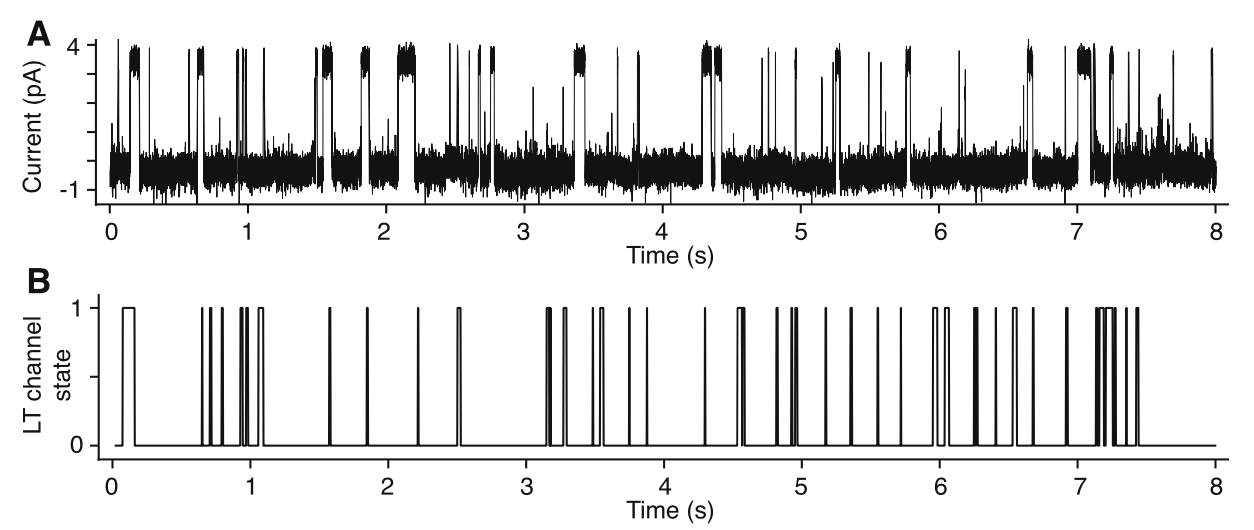 A
4
-1
Current (pA)
0 1 2 3 4 5 6 7 8
Time (s)
B
1
0
LT channel
state
0 1 2 3 4 5 6 7 8
Time (s)